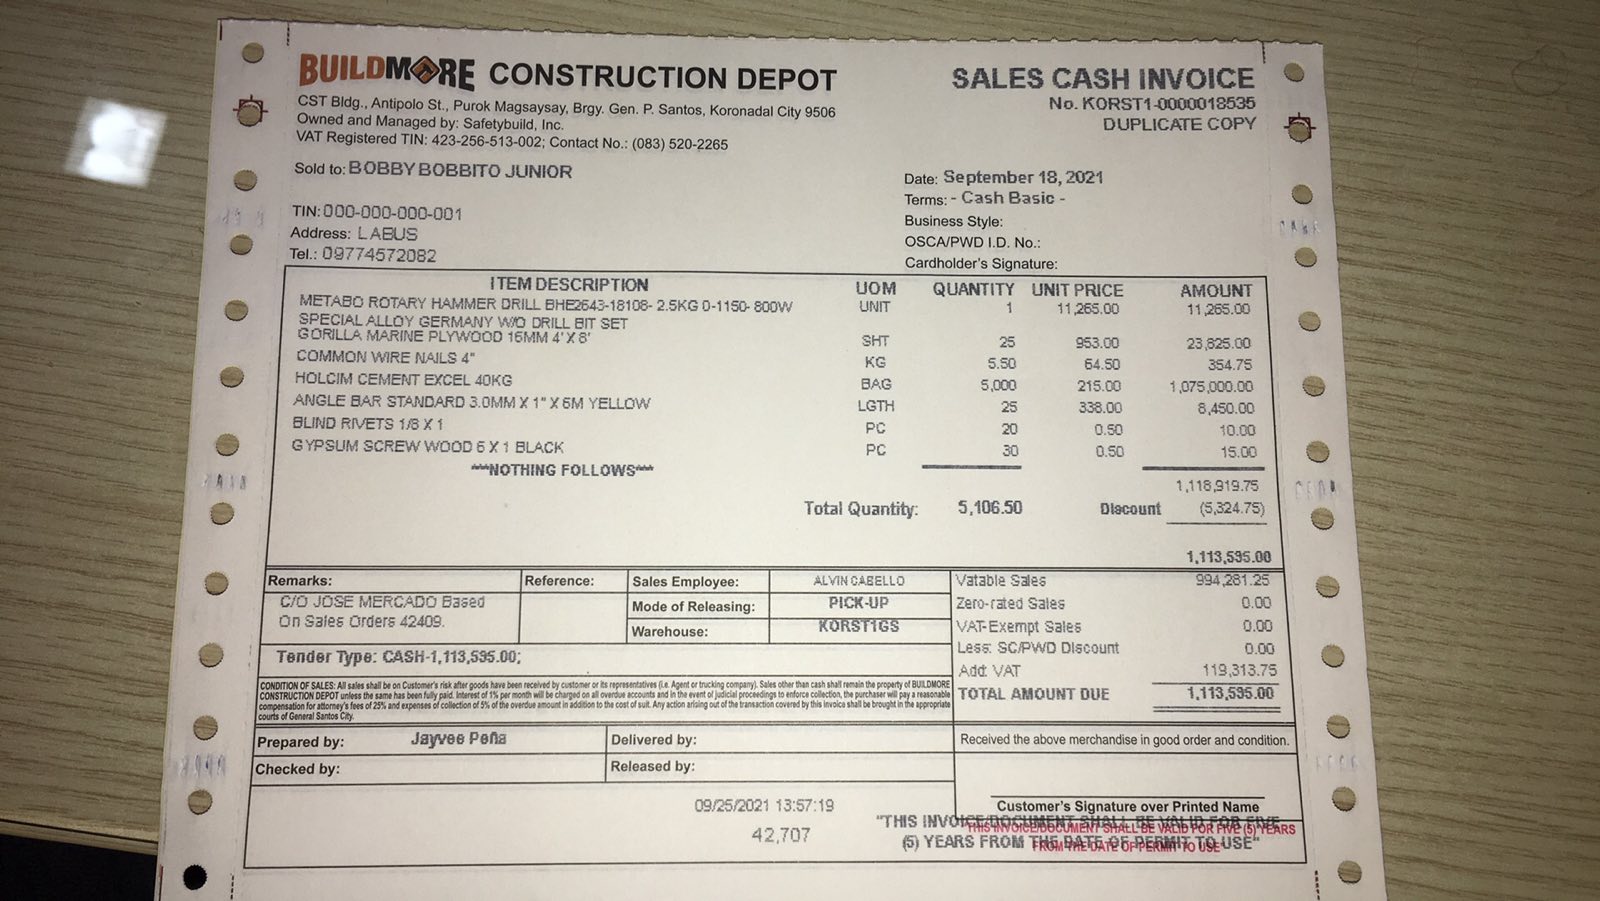 BUILDMORE CONSTRUCTION DEPOT
CST Bldg., Antipolo St., Purok Magsaysay, Brgy. Gen. P. Santos, Koronadal City 9506
Owned and Managed by: Safetybuild, Inc.
VAT Registered TIN: 423-256-513-002; Contact No.: (083) 520-2265
SALES CASH INVOICE
No. KORST1-0000018535
DUPLICATE COPY
Sold to: BOBBY BOBBITO JUNIOR
TIN: 000-000-000-001
Address: LABUS
Tel.: 09774572082
Date: September 18, 2021
Terms: - Cash Basic -
Business Style:
OSCA/PWD I.D. No.:
Cardholder's Signature:
ITEM DESCRIPTION UOM QUANTITY UNIT PRICE AMOUNT
METABO ROTARY HAMMER DRILL BHE2643-18108- 2.5KG 0-1150- 800W UNIT 1 11,265.00 11,265.00
SPECIAL ALLOY GERMANY W/O DRILL BIT SET
GORILLA MARINE PLYWOOD 15MM 4' X 8' SHT 25 953.00 23,825.00
COMMON WIRE NAILS 4" KG 5.50 64.50 354.75
HOLCIM CEMENT EXCEL 40KG BAG 5,000 215.00 1,075,000.00
ANGLE BAR STANDARD 3.0MM X 1" X 6M YELLOW LGTH 25 338.00 8,450.00
BLIND RIVETS 1/8 X 1 PC 20 0.50 10.00
GYPSUM SCREW WOOD 6 X 1 BLACK PC 30 0.50 15.00
***NOTHING FOLLOWS***
1,118,919.75
Total Quantity: 5,106.50 Discount (5,324.75)
1,113,595.00
Remarks:
C/O JOSE MERCADO Based
On Sales Orders 42409.
Reference:
Sales Employee: ALVIN CABELLO
Mode of Releasing: PICK-UP
Warehouse: KORST1GS
Vatable Sales 994,281.25
Zero-rated Sales 0.00
VAT-Exempt Sales 0.00
Less: SC/PWD Discount 0.00
Add: VAT 119,313.75
TOTAL AMOUNT DUE 1,113,595.00
Tender Type: CASH-1,113,595.00;
CONDITION OF SALES: All sales shall be on Customer's risk after goods have been received by customer or its representatives (i.e. Agent or trucking company). Sales other than cash shall remain the property of BUILDMORE
CONSTRUCTION DEPOT unless the same has been fully paid. Interest of 1% per month will be charged on all overdue accounts and in the event of judicial proceedings to enforce collection, the purchaser will pay a reasonable
compensation for attorney's fees of 25% and expenses of collection of 5% of the overdue amount in addition to the cost of suit. Any action arising out of the transaction covered by this Invoice shall be brought in the appropriate
courts of General Santos City.
Prepared by: Jayvee Peña
Checked by:
Delivered by:
Released by:
Received the above merchandise in good order and condition.
Customer's Signature over Printed Name
09/25/2021 13:57:19
42,707
"THIS INVOICE/DOCUMENT SHALL BE VALID FOR FIVE
(5) YEARS FROM THE DATE OF PERMIT TO USE"
THIS INVOICE/DOCUMENT SHALL BE VALID FOR FIVE (5) YEARS
FROM THE DATE OF PERMIT TO USE